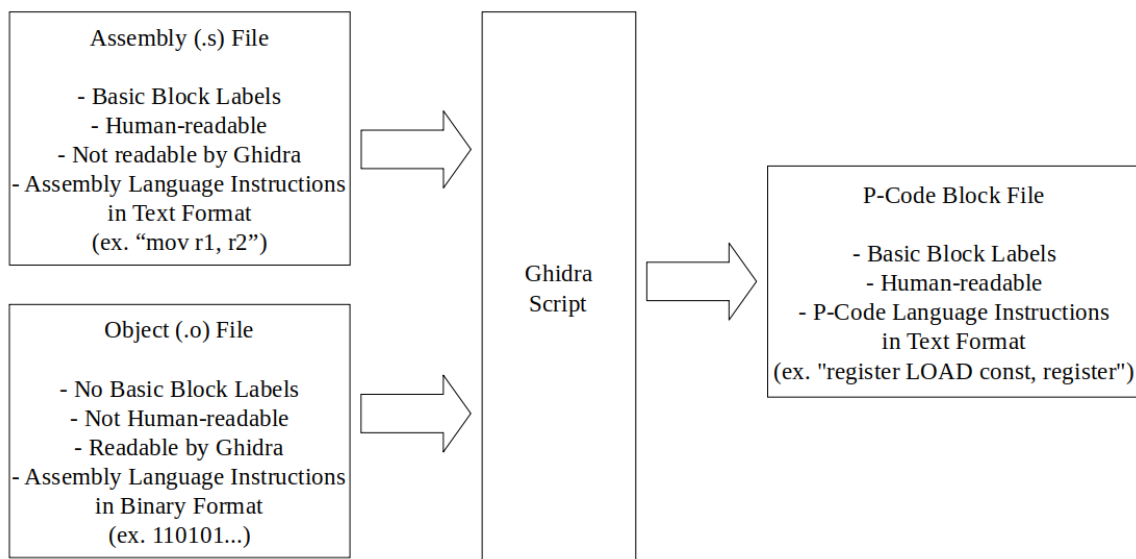 Assembly (.s) File
- Basic Block Labels
- Human-readable
- Not readable by Ghidra
- Assembly Language Instructions
in Text Format
(ex. “mov r1, r2”)
Object (.o) File
- No Basic Block Labels
- Not Human-readable
- Readable by Ghidra
- Assembly Language Instructions
in Binary Format
(ex. 110101...)
Ghidra
Script
P-Code Block File
- Basic Block Labels
- Human-readable
- P-Code Language Instructions
in Text Format
(ex. "register LOAD const, register")